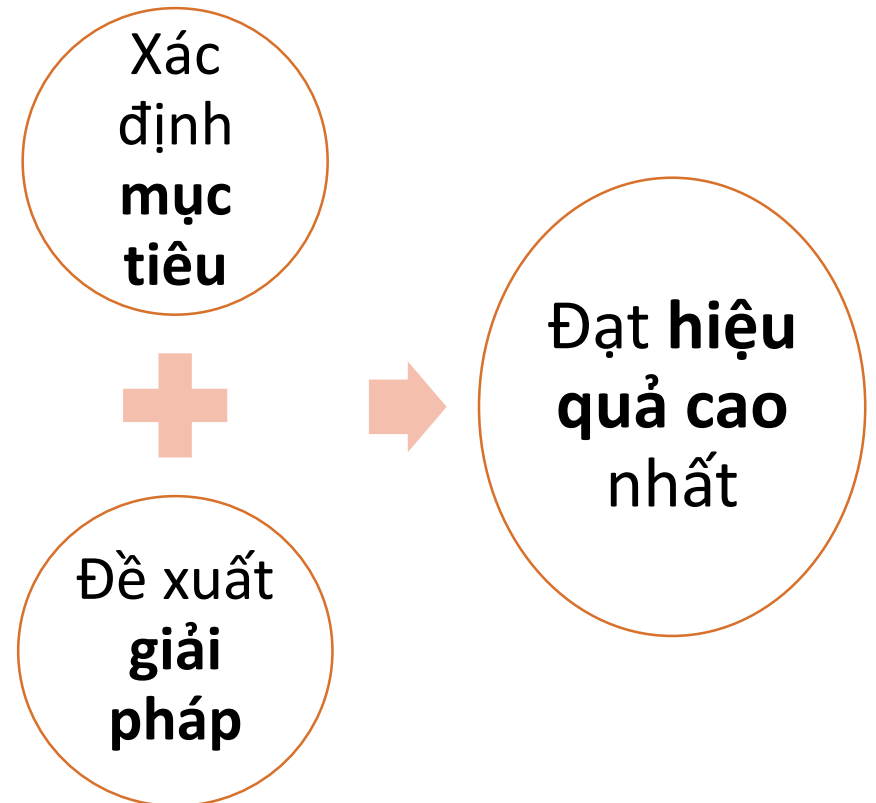 Xác
định
mục
tiêu
Đề xuất
giải
pháp
Đạt hiệu
quả cao
nhất